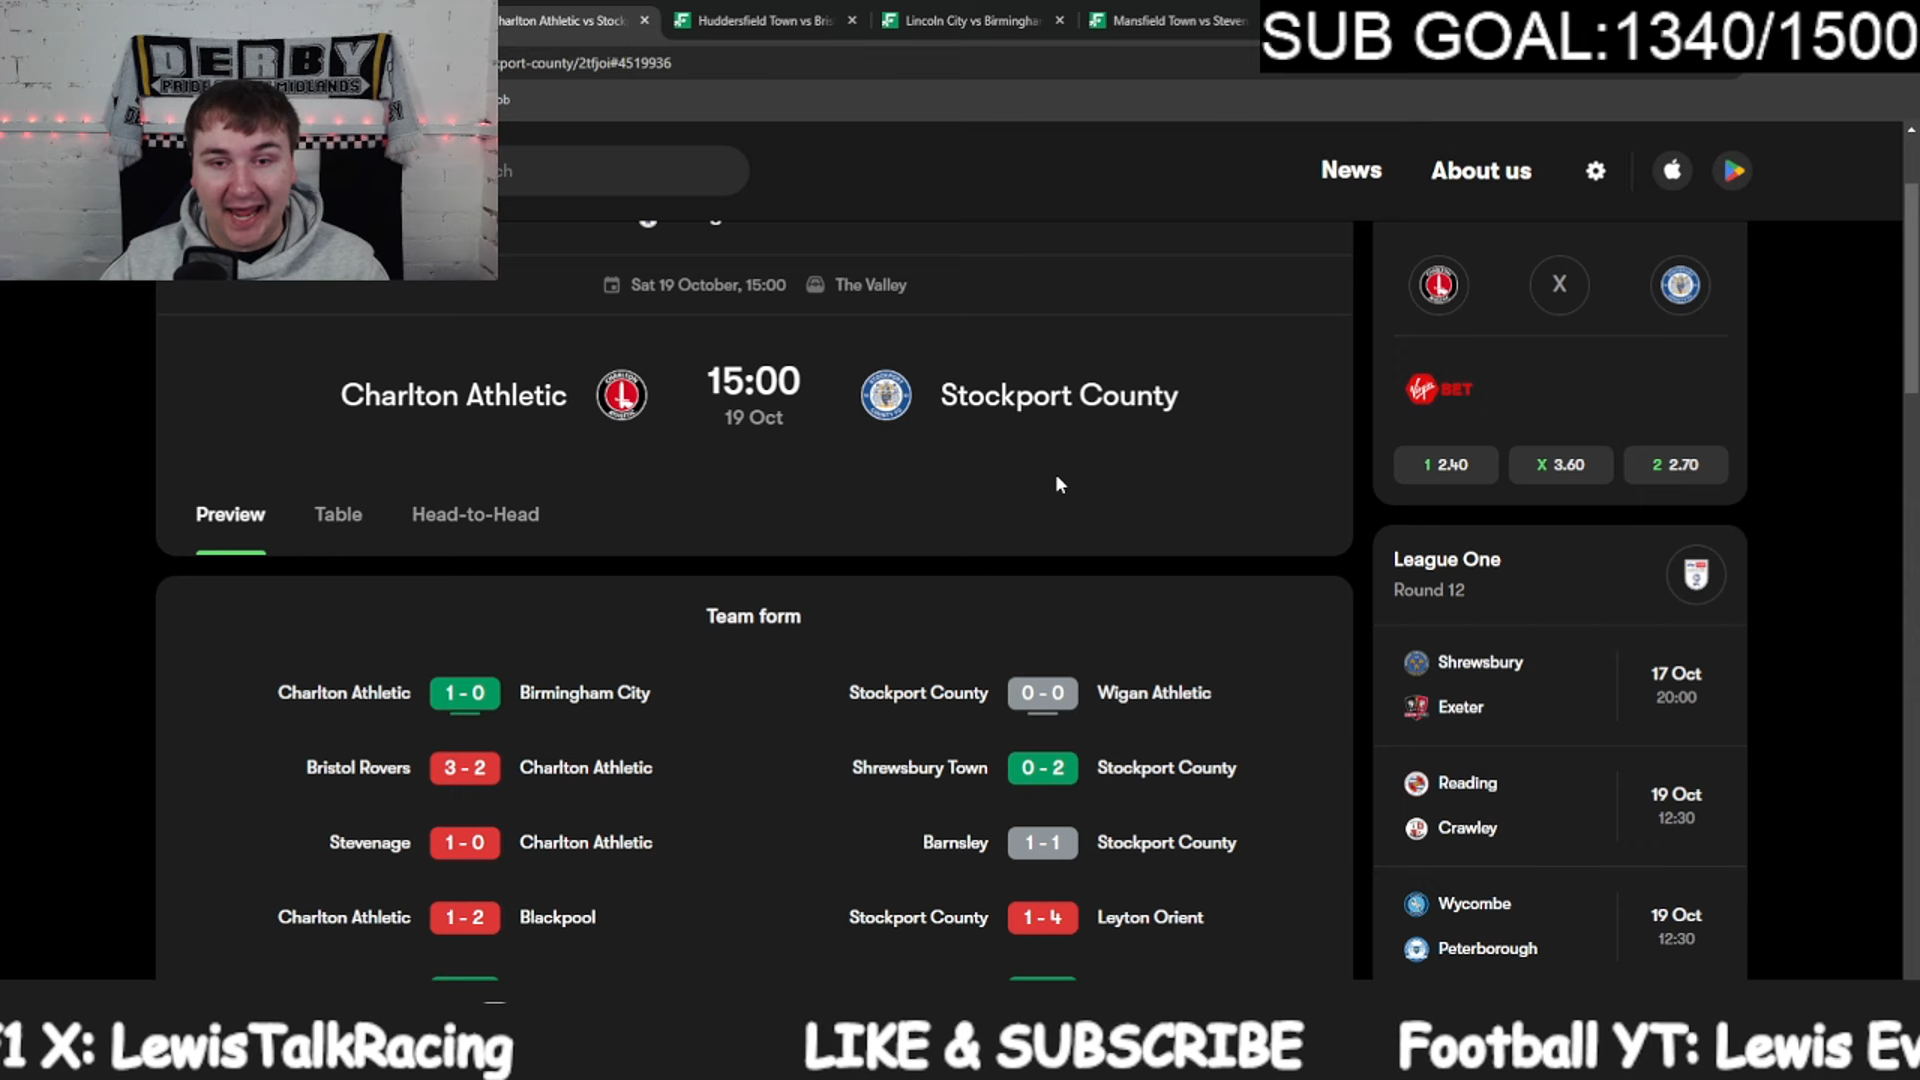 harlton Athletic vs Stock
Huddersfield Town vs Bris
Lincoln City vs Birmingha
Mansfield Town vs Steven
SUB GOAL:1340/1500
port-county/2tfjoi#4519936
ob
DERBY
PRIDE MIDLANDS
ch
News
About us
Sat 19 October, 15:00
The Valley
Charlton Athletic
15:00
19 Oct
Stockport County
Preview
Table
Head-to-Head
X
Virgin BET
1 2.40
X 3.60
2 2.70
Team form
Charlton Athletic 1 - 0 Birmingham City
Stockport County 0 - 0 Wigan Athletic
Bristol Rovers 3 - 2 Charlton Athletic
Shrewsbury Town 0 - 2 Stockport County
Stevenage 1 - 0 Charlton Athletic
Barnsley 1 - 1 Stockport County
Charlton Athletic 1 - 2 Blackpool
Stockport County 1 - 4 Leyton Orient
League One
Round 12
Shrewsbury
Exeter
17 Oct
20:00
Reading
Crawley
19 Oct
12:30
Wycombe
Peterborough
19 Oct
12:30
F1 X: LewisTalkRacing
LIKE & SUBSCRIBE
Football YT: Lewis Ev